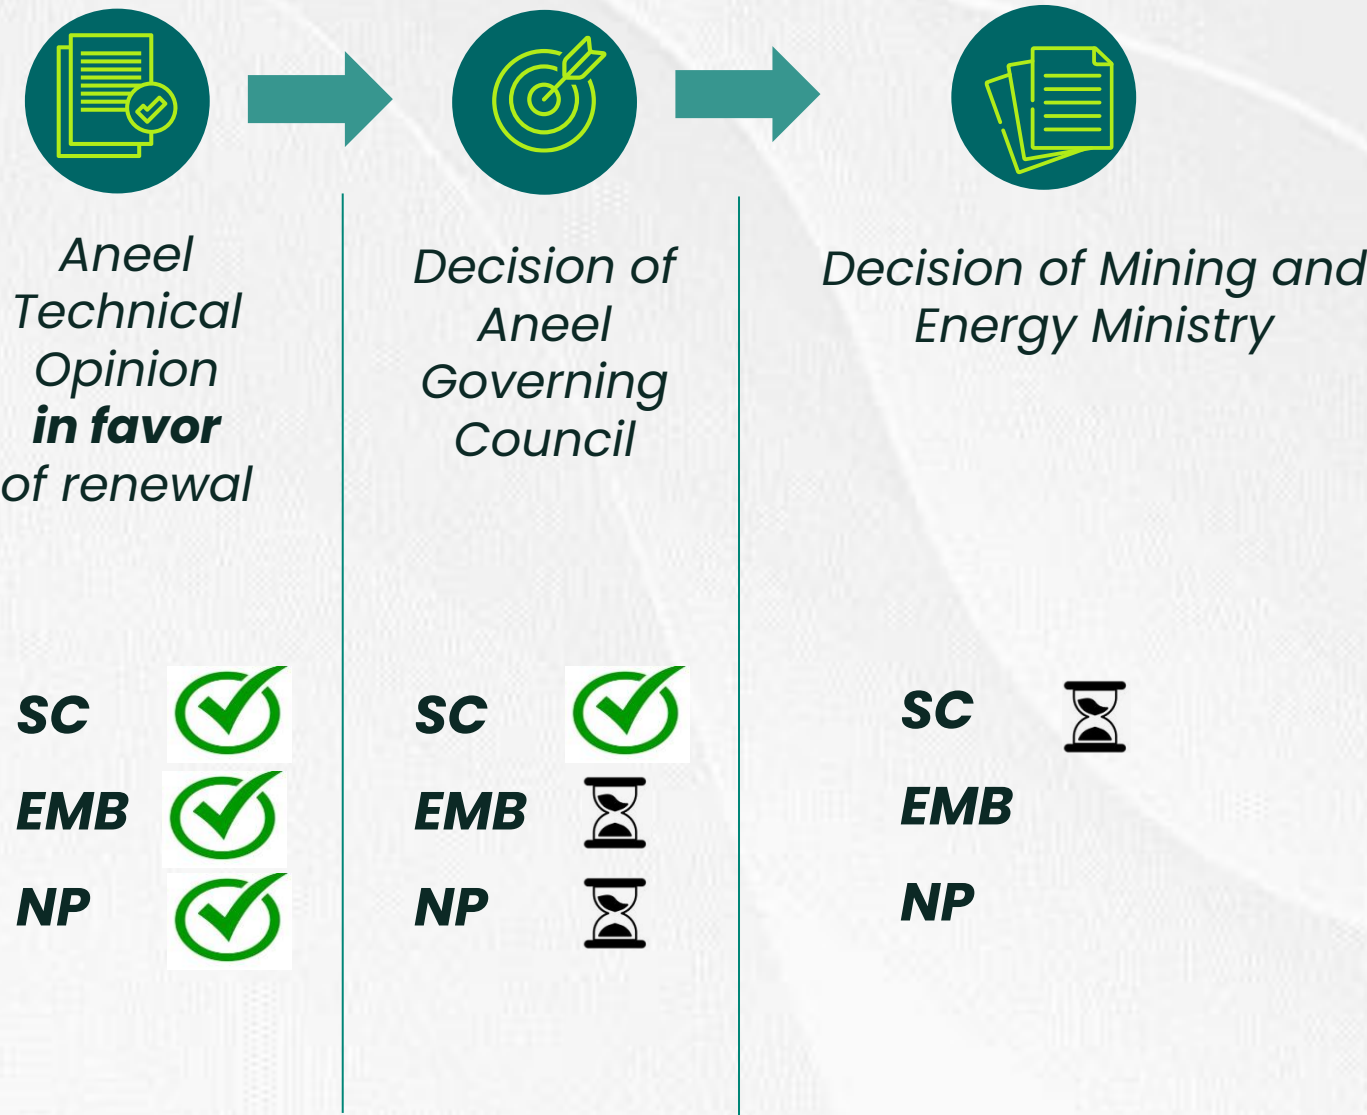 Aneel
Technical
Opinion
in favor
of renewal
SC
EMB
NP
Decision of
Aneel
Governing
Council
SC
EMB
NP
Decision of Mining and
Energy Ministry
SC
EMB
NP